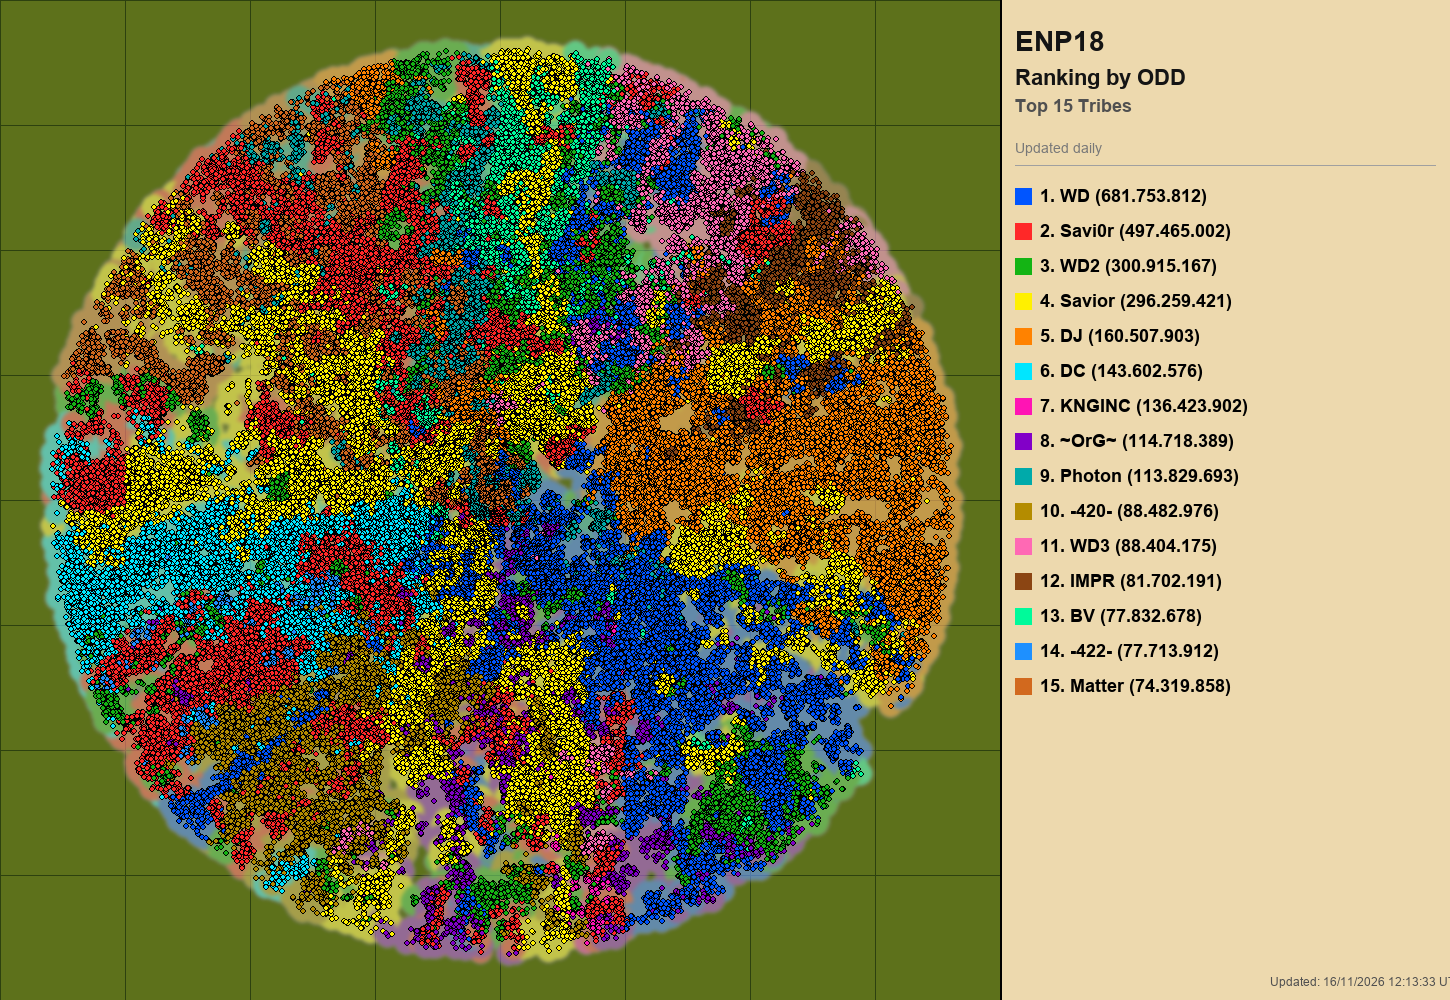 ENP18
Ranking by ODD
Top 15 Tribes
Updated daily
1. WD (681.753.812)
2. Savi0r (497.465.002)
3. WD2 (300.915.167)
4. Savior (296.259.421)
5. DJ (160.507.903)
6. DC (143.602.576)
7. KNGINC (136.423.902)
8. ~OrG~ (114.718.389)
9. Photon (113.829.693)
10. -420- (88.482.976)
11. WD3 (88.404.175)
12. IMPR (81.702.191)
13. BV (77.832.678)
14. -422- (77.713.912)
15. Matter (74.319.858)
Updated: 16/11/2026 12:13:33 U